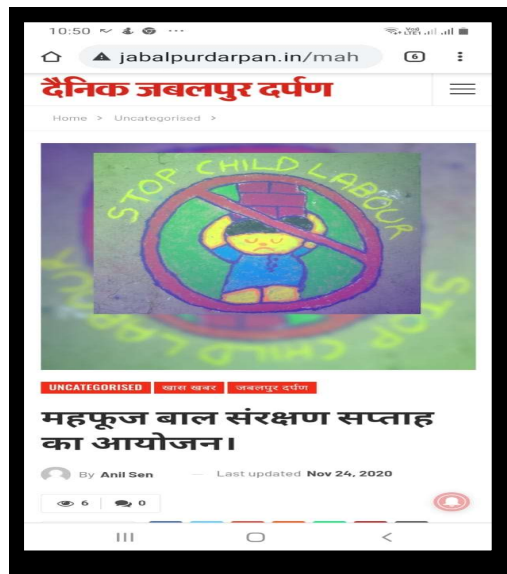 10:50
jabalpurdarpan.in/mah
6
दैनिक जबलपुर दर्पण
Home > Uncategorised >
STOP CHILD LABOUR
UNCATEGORISED खास खबर जबलपुर दर्पण
महफूज बाल संरक्षण सप्ताह
का आयोजन।
By Anil Sen — Last updated Nov 24, 2020
6 0